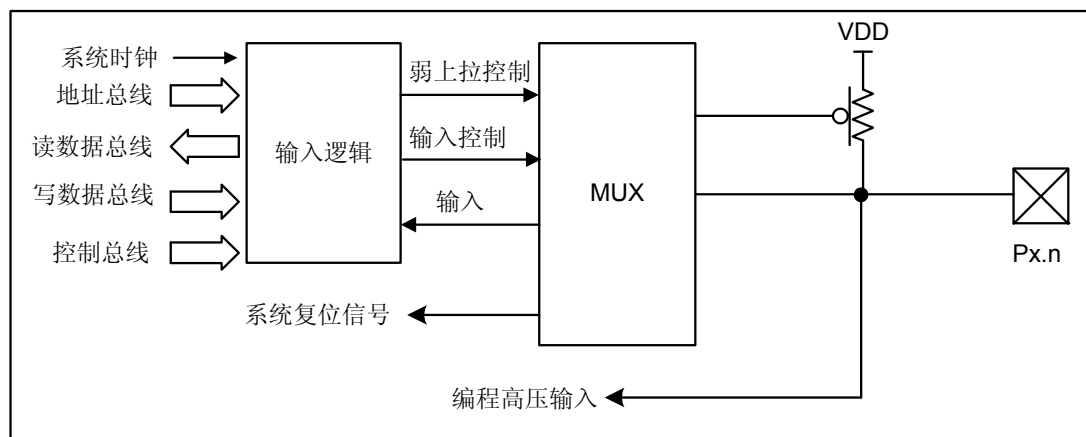 系统时钟
地址总线
读数据总线
写数据总线
控制总线
输入逻辑
弱上拉控制
输入控制
输入
系统复位信号
MUX
VDD
Px.n
编程高压输入